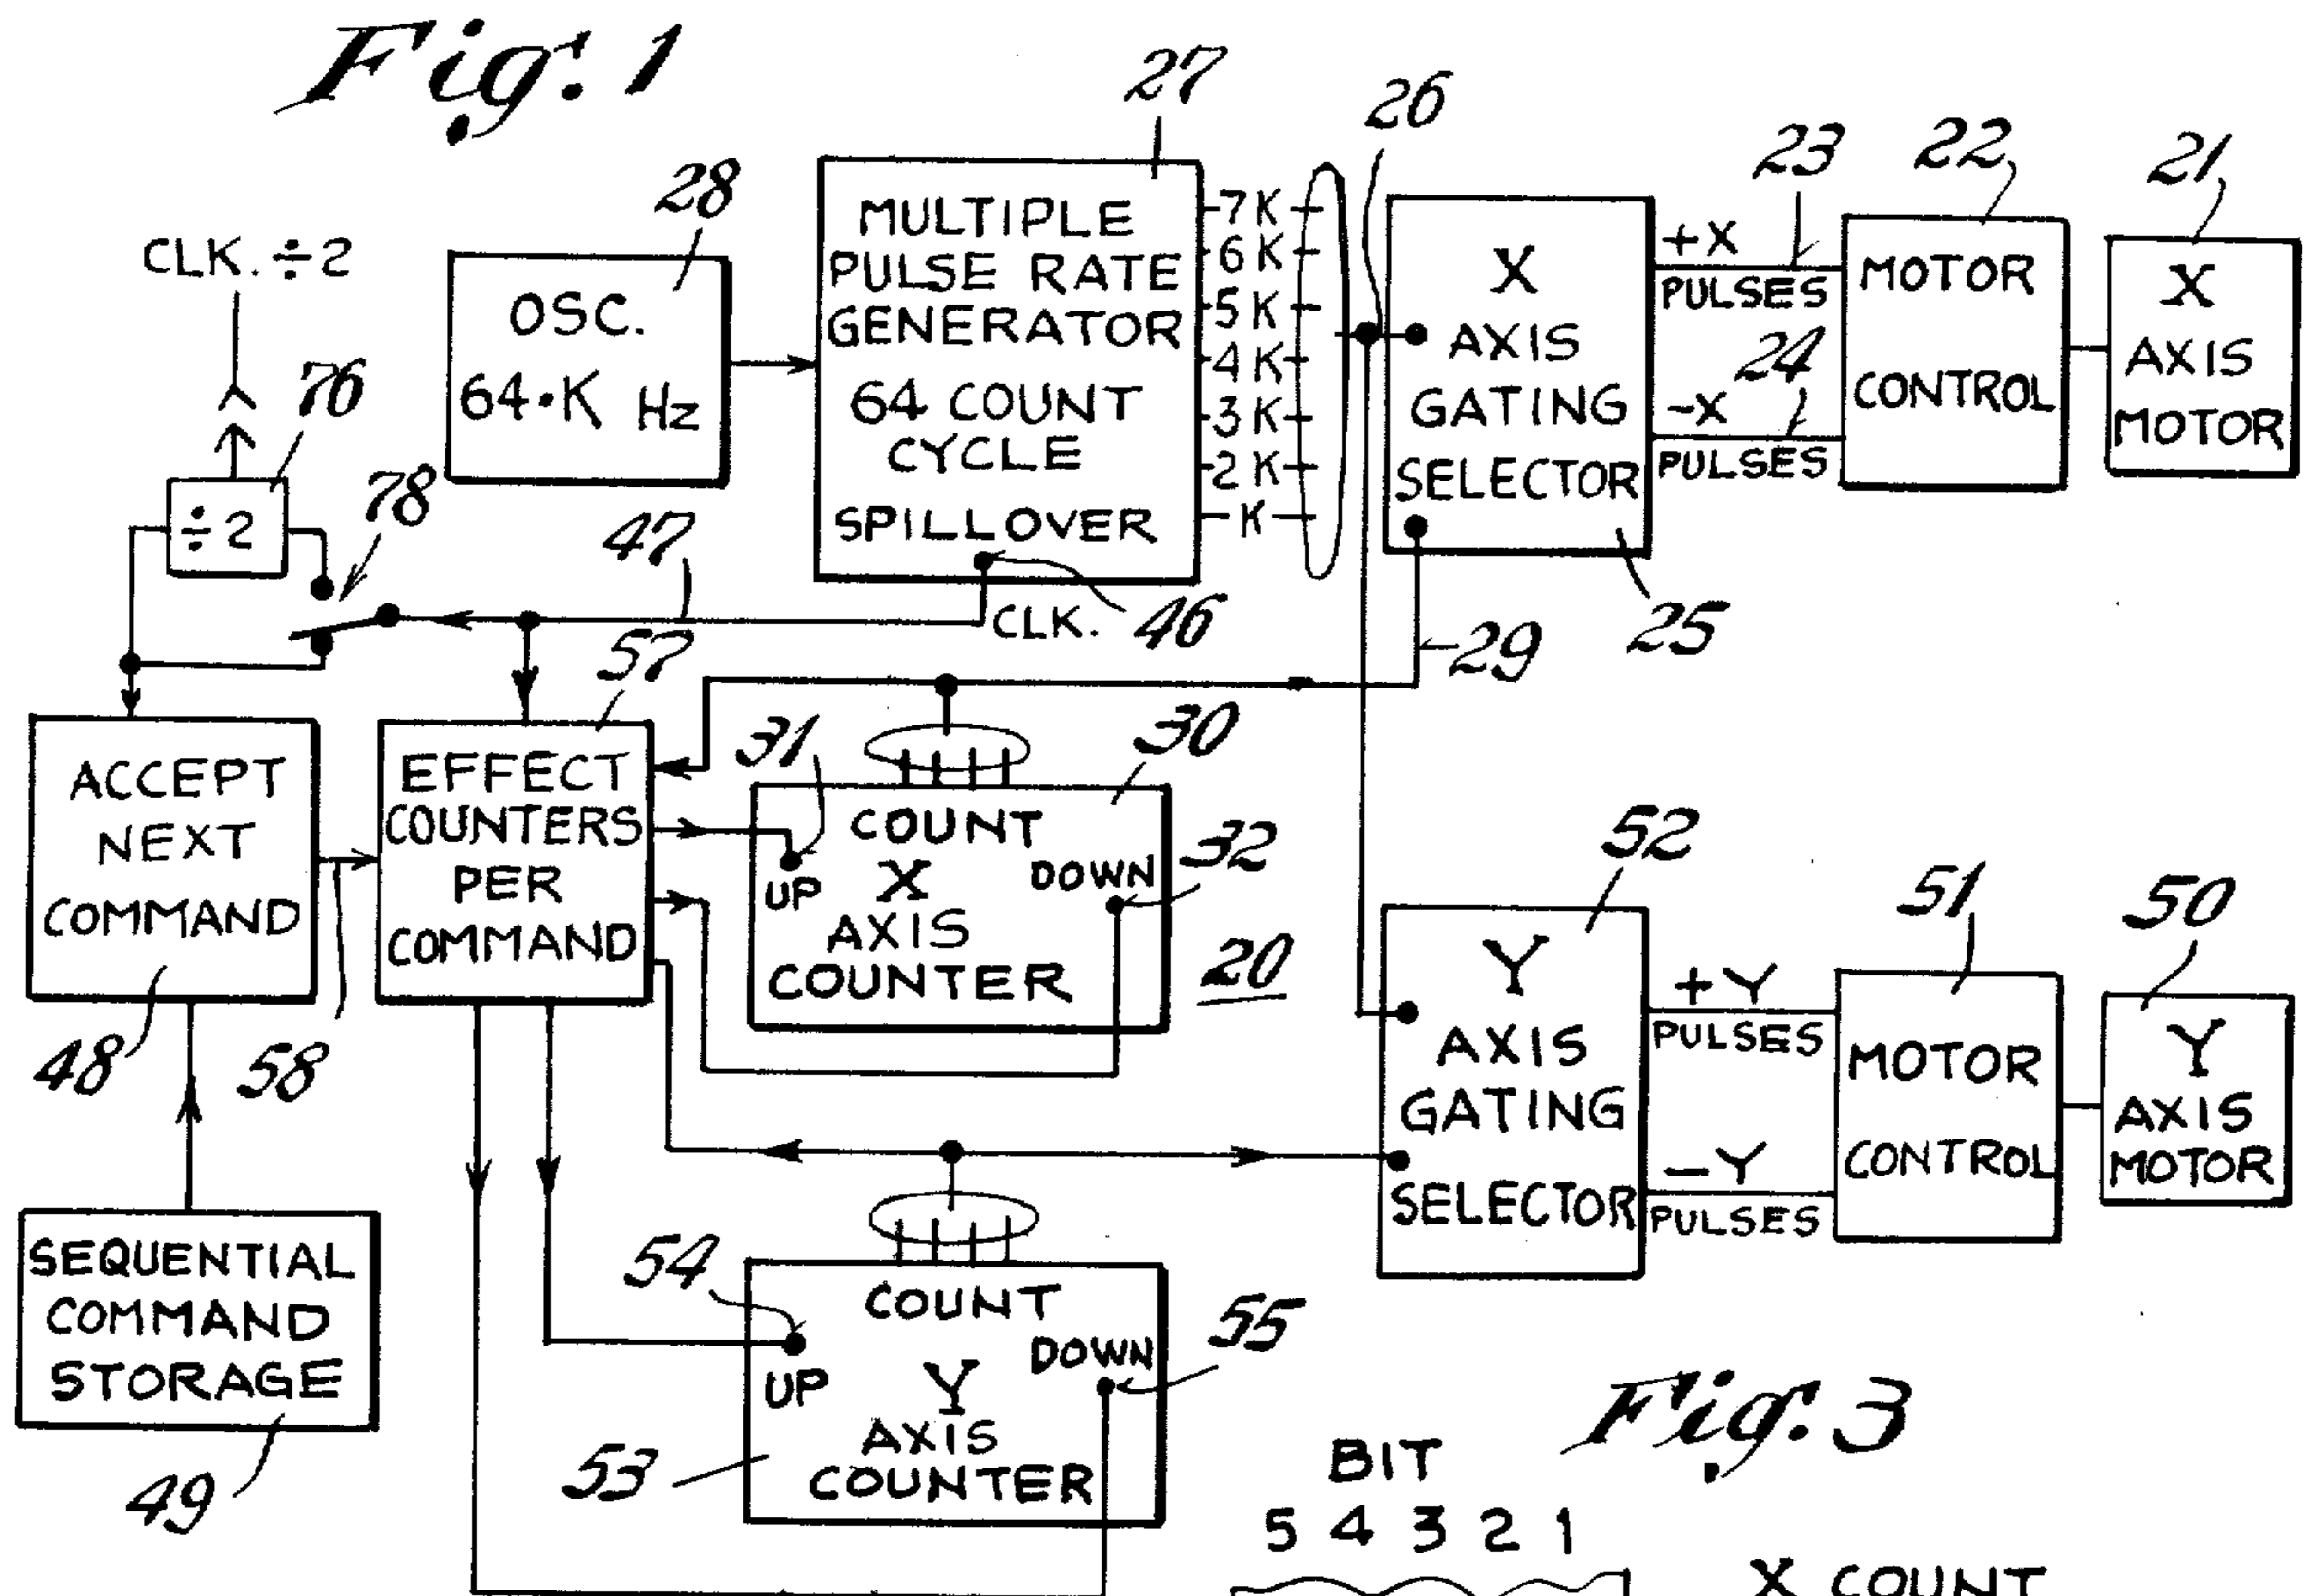 Fig. 1
27
26
23
22
21
28
CLK. ÷2
OSC.
64·K Hz
MULTIPLE
PULSE RATE
GENERATOR
64 COUNT
CYCLE
SPILLOVER
7K
6K
5K
4K
3K
2K
K
X
AXIS
GATING
SELECTOR
+X
PULSES
24
-X
PULSES
MOTOR
CONTROL
X
AXIS
MOTOR
76
78
÷2
47
CLK.
46
25
29
57
31
30
ACCEPT
NEXT
COMMAND
EFFECT
COUNTERS
PER
COMMAND
COUNT
X
AXIS
COUNTER
UP
DOWN
32
20
52
51
50
48
58
Y
AXIS
GATING
SELECTOR
+Y
PULSES
-Y
PULSES
MOTOR
CONTROL
Y
AXIS
MOTOR
SEQUENTIAL
COMMAND
STORAGE
49
54
COUNT
UP
DOWN
Y
AXIS
COUNTER
55
53
Fig. 3
BIT
5 4 3 2 1
X COUNT